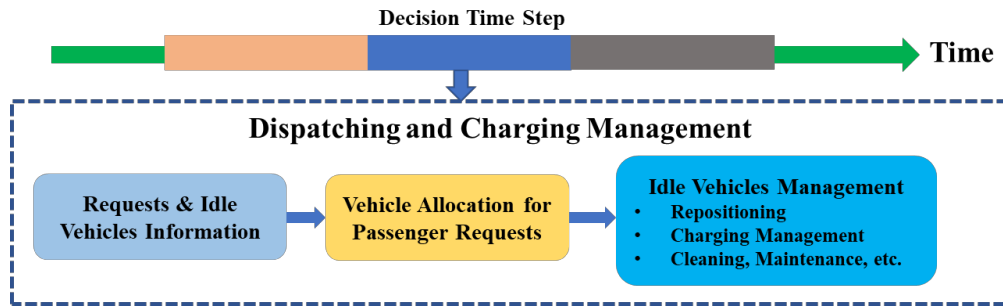 Decision Time Step
Time
Dispatching and Charging Management
Requests & Idle
Vehicles Information
Vehicle Allocation for
Passenger Requests
Idle Vehicles Management
• Repositioning
• Charging Management
• Cleaning, Maintenance, etc.